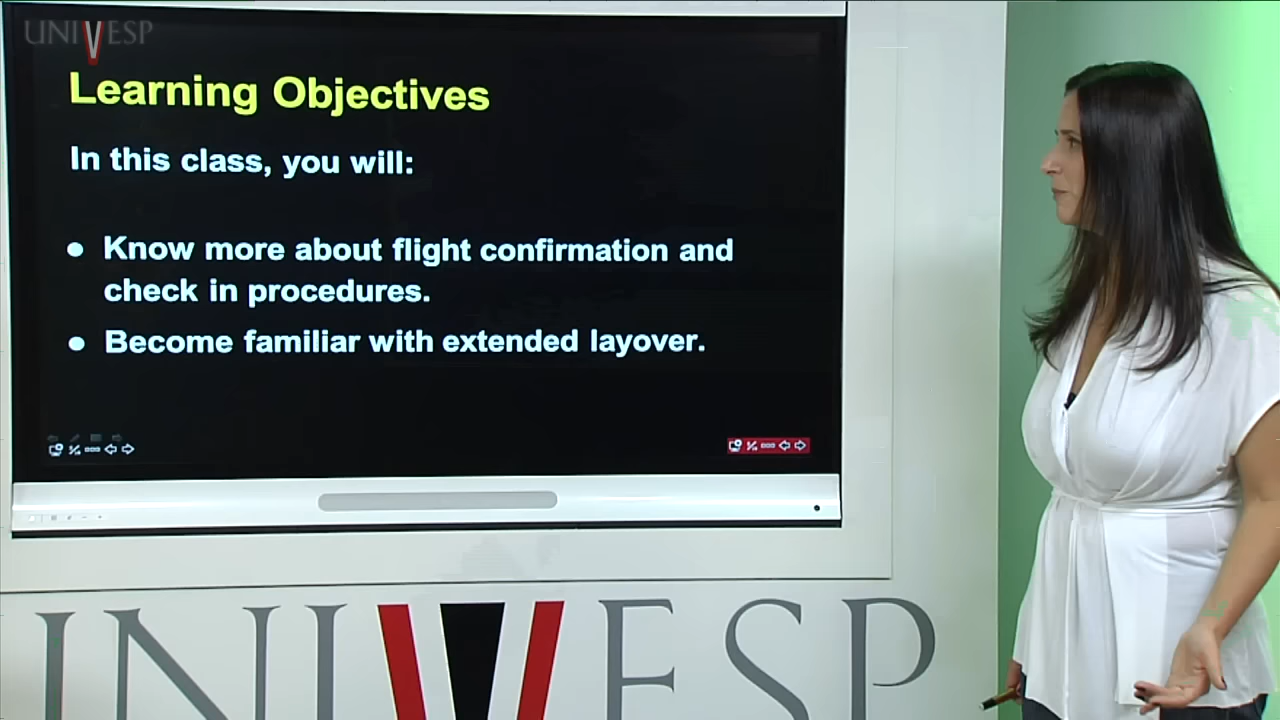 UNIVESP
Learning Objectives
In this class, you will:
● Know more about flight confirmation and
check in procedures.
● Become familiar with extended layover.
UNIVESP